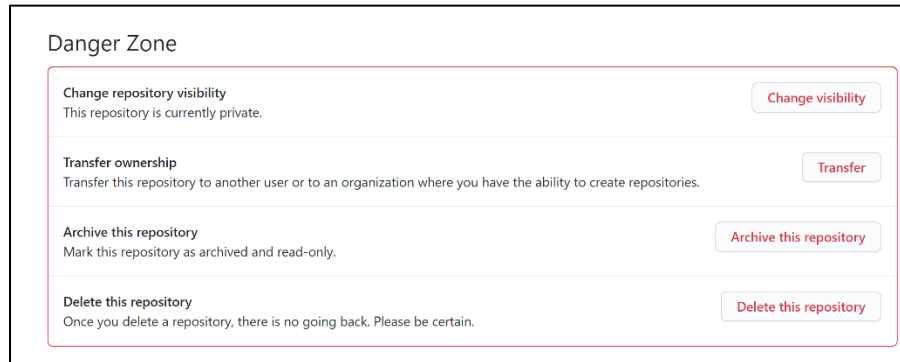 Danger Zone
Change repository visibility
This repository is currently private.
Change visibility
Transfer ownership
Transfer this repository to another user or to an organization where you have the ability to create repositories.
Transfer
Archive this repository
Mark this repository as archived and read-only.
Archive this repository
Delete this repository
Once you delete a repository, there is no going back. Please be certain.
Delete this repository